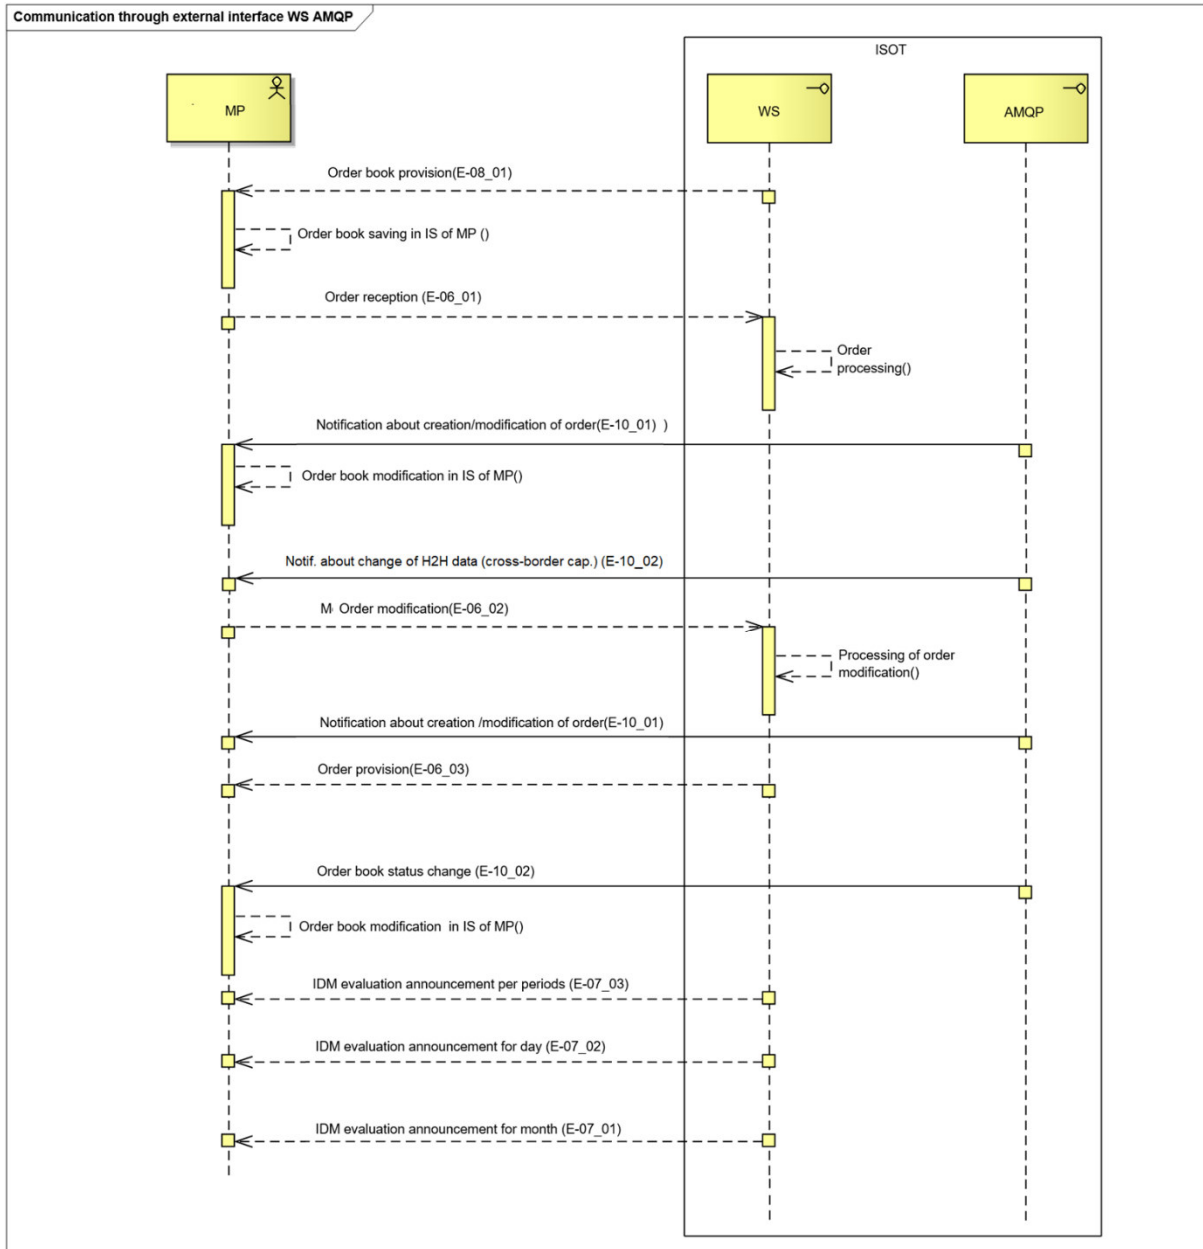 Communication through external interface WS AMQP
ISOT
MP
WS
AMQP
Order book provision(E-08_01)
Order book saving in IS of MP ()
Order reception (E-06_01)
Order
processing()
Notification about creation/modification of order(E-10_01) )
Order book modification in IS of MP()
Notif. about change of H2H data (cross-border cap.) (E-10_02)
M Order modification(E-06_02)
Processing of order
modification()
Notification about creation /modification of order(E-10_01)
Order provision(E-06_03)
Order book status change (E-10_02)
Order book modification in IS of MP()
IDM evaluation announcement per periods (E-07_03)
IDM evaluation announcement for day (E-07_02)
IDM evaluation announcement for month (E-07_01)